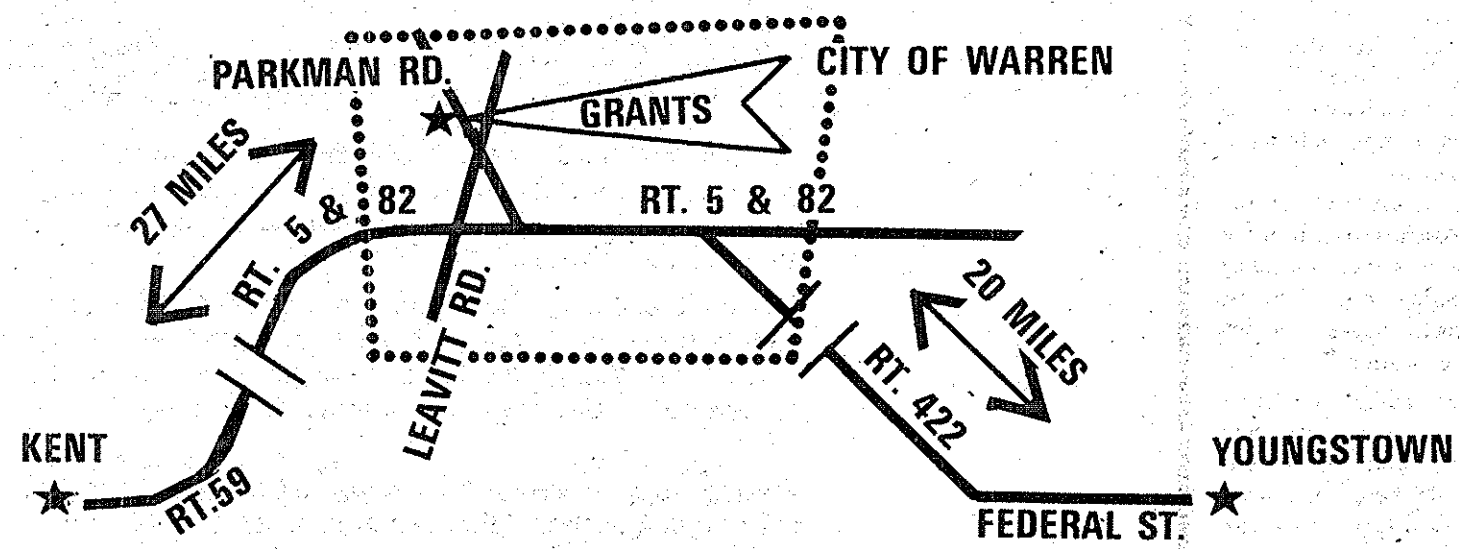 PARKMAN RD.
CITY OF WARREN
GRANTS
27 MILES
RT. 5 & 82
RT. 5 & 82
20 MILES
LEAVITT RD.
RT. 422
KENT
RT.59
YOUNGSTOWN
FEDERAL ST.